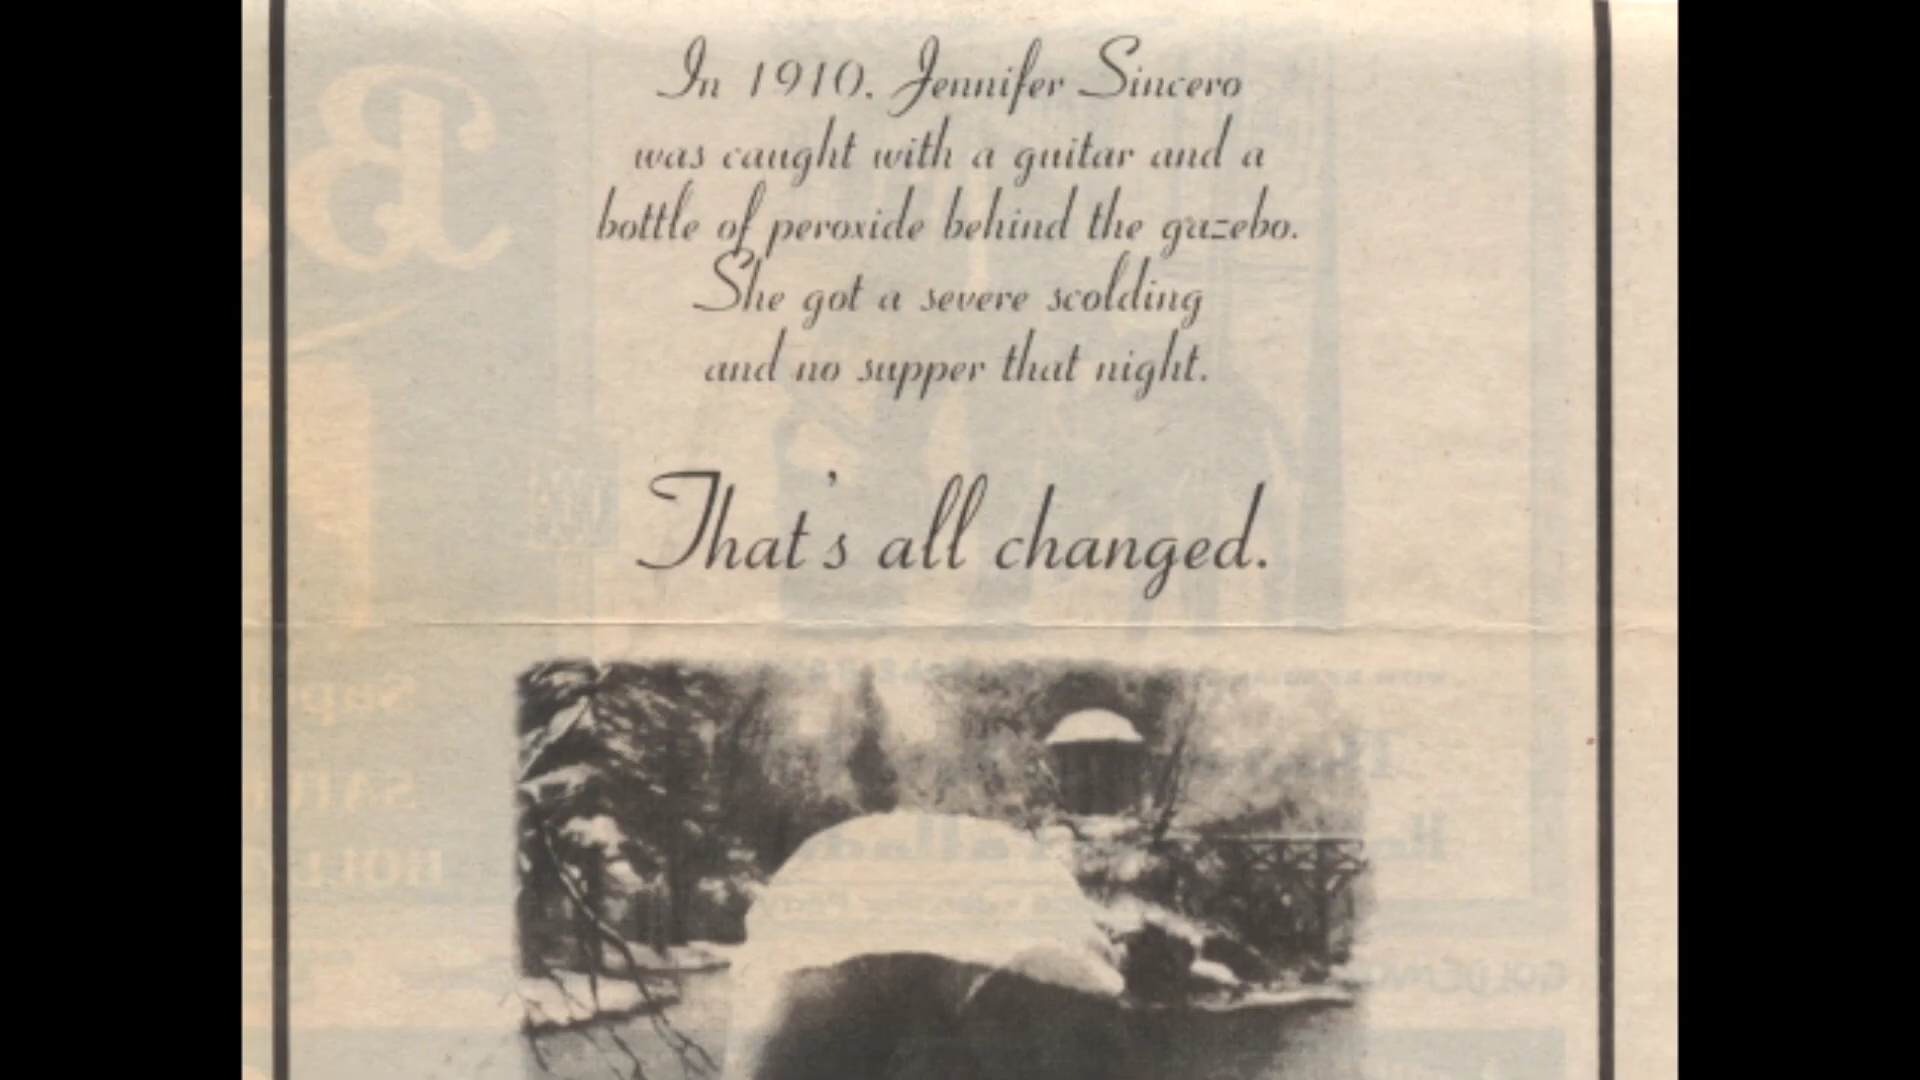 In 1910, Jennifer Sincero
was caught with a guitar and a
bottle of peroxide behind the gazebo.
She got a severe scolding
and no supper that night.
That's all changed.